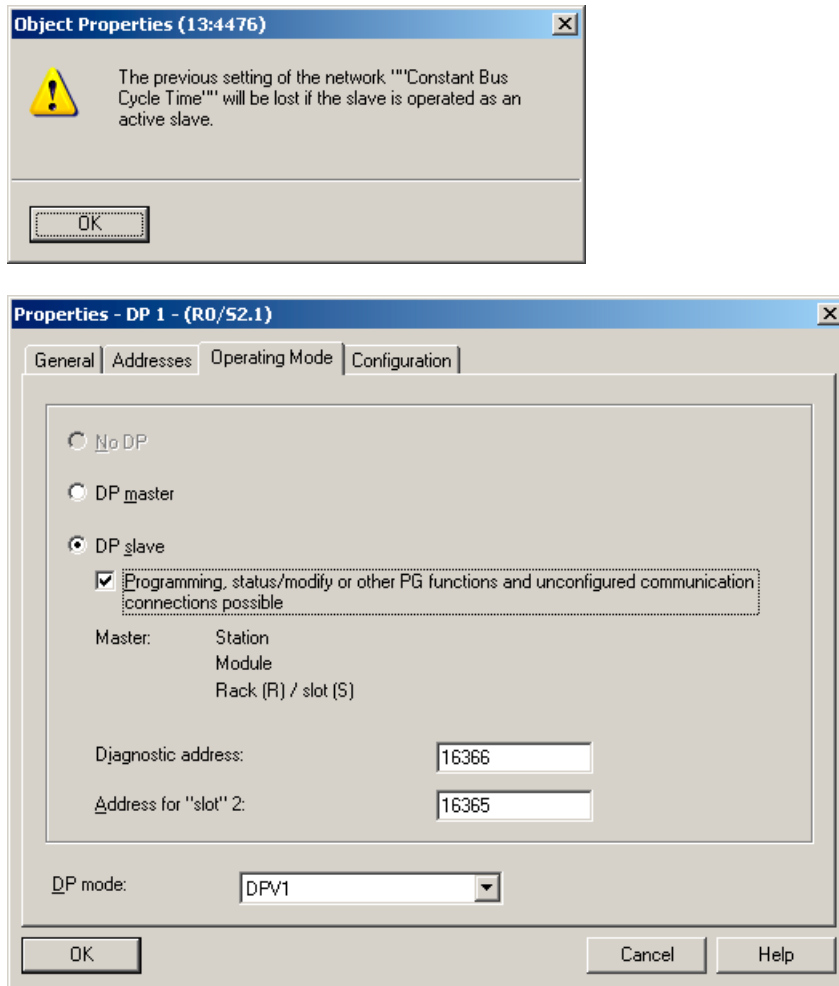 Object Properties (13:4476)
The previous setting of the network '"'Constant Bus
Cycle Time'"' will be lost if the slave is operated as an
active slave.
OK
Properties - DP 1 - (R0/S2.1)
General Addresses Operating Mode Configuration
No DP
DP master
DP slave
Programming, status/modify or other PG functions and unconfigured communication
connections possible
Master: Station
Module
Rack (R) / slot (S)
Diagnostic address: 16366
Address for "slot" 2: 16365
DP mode: DPV1
OK Cancel Help